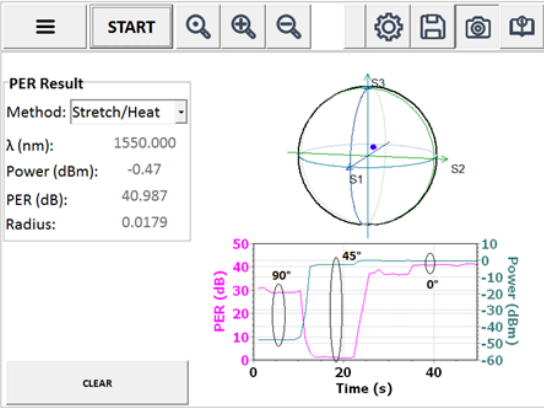 START
PER Result
Method: Stretch/Heat
λ (nm): 1550.000
Power (dBm): -0.47
PER (dB): 40.987
Radius: 0.0179
CLEAR
S3
S2
S1
50
40
30
20
10
0
PER (dB)
90°
45°
0°
10
0
-10
-20
-30
-40
-50
-60
Power (dBm)
0
20
40
Time (s)